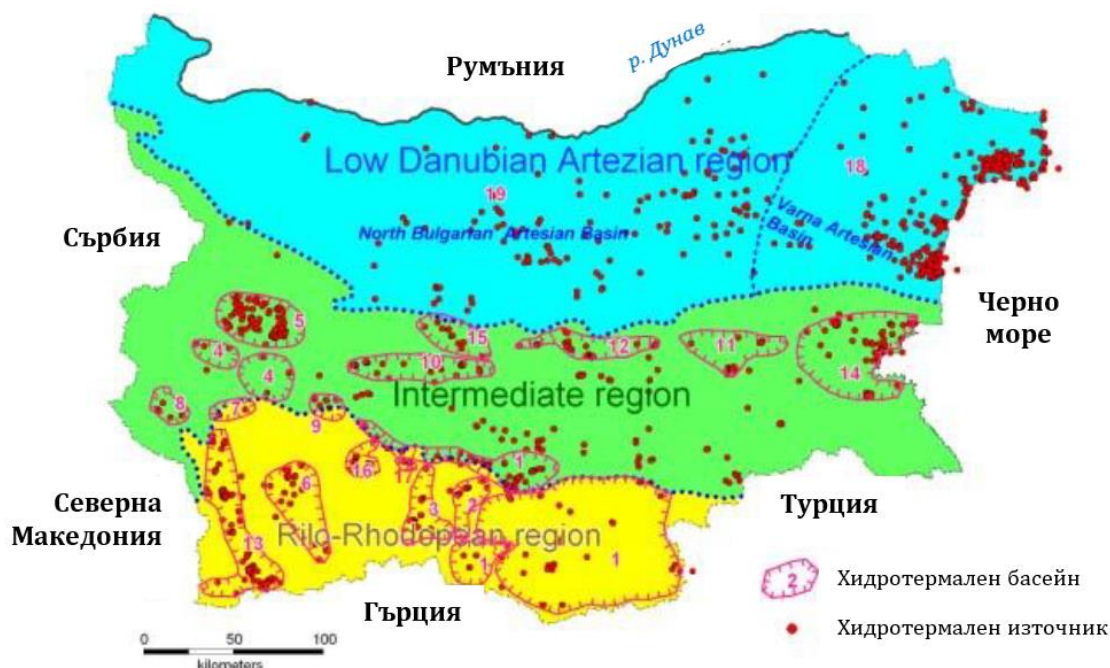 Румъния
р. Дунав
Low Danubian Artezian region
18
19
North Bulgarian Artesian Basin
Varna Artesian
Basin
Сърбия
Черно
море
5
15
4
10
12
11
14
4
Intermediate region
8
7
9
16
17
1
6
3
2
Северна
Македония
Турция
Rilo-Rhodopean region
13
1
1
Гърция
2 Хидротермален басейн
Хидротермален източник
0 50 100
kilometers